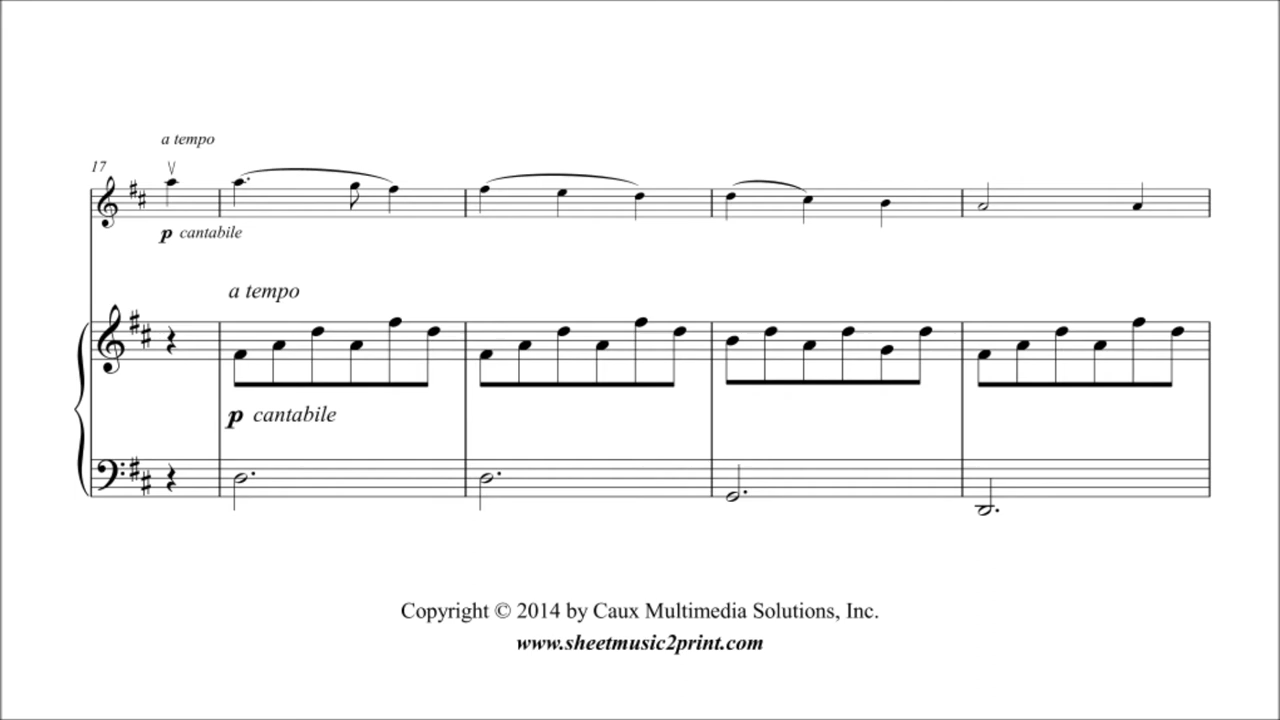 a tempo
17
p cantabile
a tempo
p cantabile
Copyright © 2014 by Caux Multimedia Solutions, Inc.
www.sheetmusic2print.com